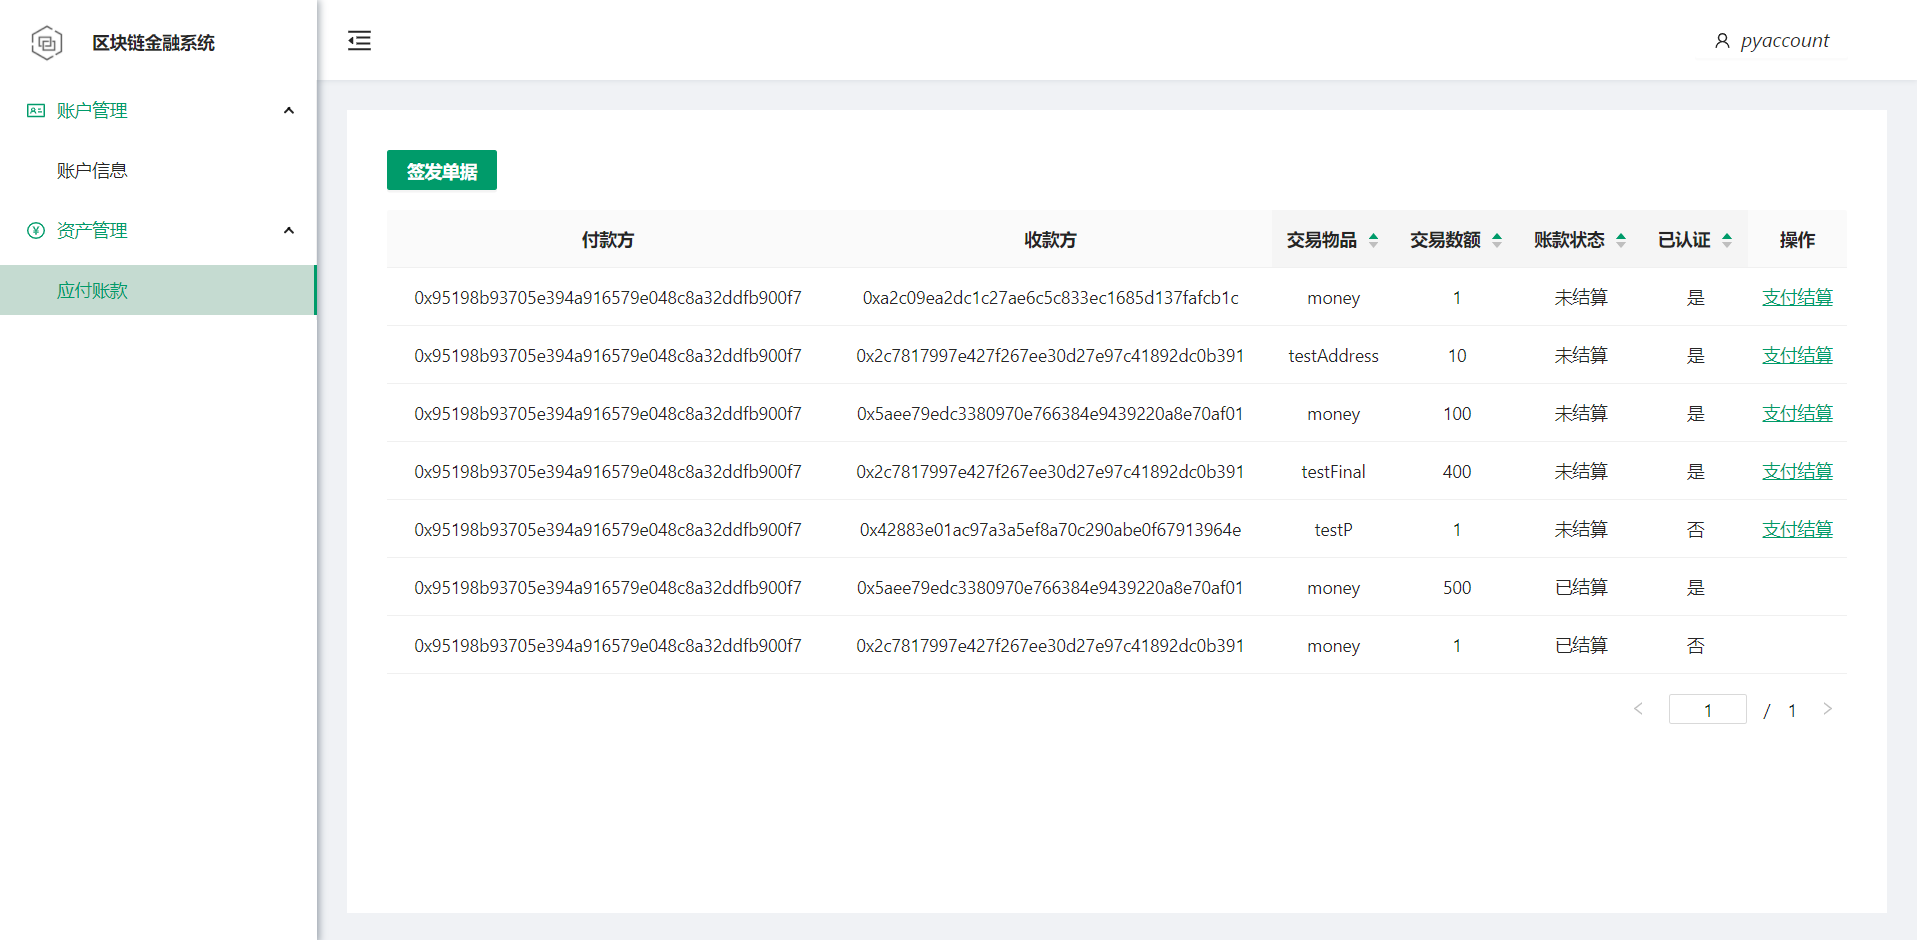 区块链金融系统
pyaccount
账户管理
账户信息
资产管理
应付账款
签发单据
付款方 收款方 交易物品 交易数额 账款状态 已认证 操作
0x95198b93705e394a916579e048c8a32ddfb900f7 0xa2c09ea2dc1c27ae6c5c833ec1685d137fafcb1c money 1 未结算 是 支付结算
0x95198b93705e394a916579e048c8a32ddfb900f7 0x2c7817997e427f267ee30d27e97c41892dc0b391 testAddress 10 未结算 是 支付结算
0x95198b93705e394a916579e048c8a32ddfb900f7 0x5aee79edc3380970e766384e9439220a8e70af01 money 100 未结算 是 支付结算
0x95198b93705e394a916579e048c8a32ddfb900f7 0x2c7817997e427f267ee30d27e97c41892dc0b391 testFinal 400 未结算 是 支付结算
0x95198b93705e394a916579e048c8a32ddfb900f7 0x42883e01ac97a3a5ef8a70c290abe0f67913964e testP 1 未结算 否 支付结算
0x95198b93705e394a916579e048c8a32ddfb900f7 0x5aee79edc3380970e766384e9439220a8e70af01 money 500 已结算 是
0x95198b93705e394a916579e048c8a32ddfb900f7 0x2c7817997e427f267ee30d27e97c41892dc0b391 money 1 已结算 否
1 / 1